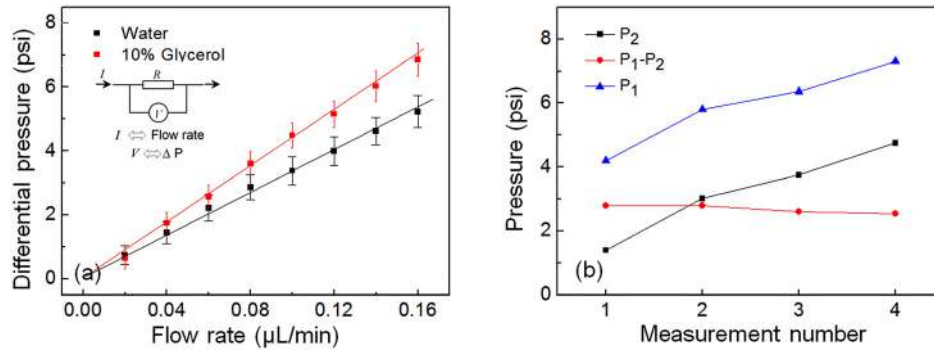 8
6
4
2
0
Differential pressure (psi)
Water
10% Glycerol
I
R
V
I ⇔ Flow rate
V ⇔ Δ P
(a)
0.00 0.04 0.08 0.12 0.16
Flow rate (µL/min)
8
6
4
2
0
Pressure (psi)
P₂
P₁-P₂
P₁
(b)
1 2 3 4
Measurement number